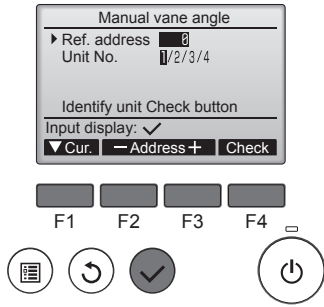 Manual vane angle
▶Ref. address 0
Unit No. 1/2/3/4
Identify unit Check button
Input display: ✓
▼Cur. －Address＋ Check
F1 F2 F3 F4